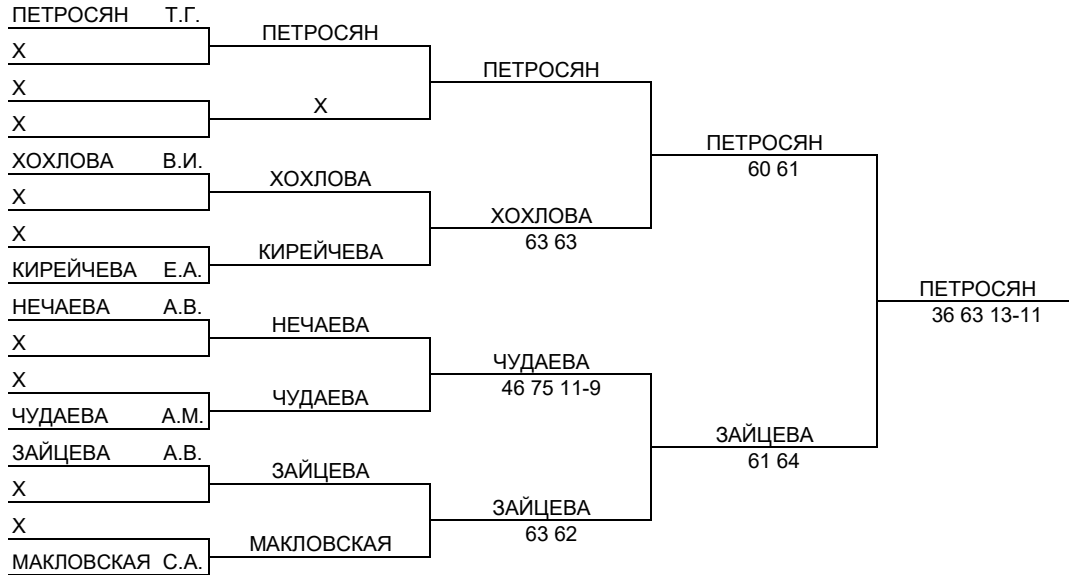 ПЕТРОСЯН Т.Г.
Х
Х
Х
ХОХЛОВА В.И.
Х
Х
КИРЕЙЧЕВА Е.А.
НЕЧАЕВА А.В.
Х
Х
ЧУДАЕВА А.М.
ЗАЙЦЕВА А.В.
Х
Х
МАКЛОВСКАЯ С.А.
ПЕТРОСЯН
Х
ХОХЛОВА
КИРЕЙЧЕВА
НЕЧАЕВА
ЧУДАЕВА
ЗАЙЦЕВА
МАКЛОВСКАЯ
ПЕТРОСЯН
ХОХЛОВА
63 63
ЧУДАЕВА
46 75 11-9
ЗАЙЦЕВА
63 62
ПЕТРОСЯН
60 61
ЗАЙЦЕВА
61 64
ПЕТРОСЯН
36 63 13-11